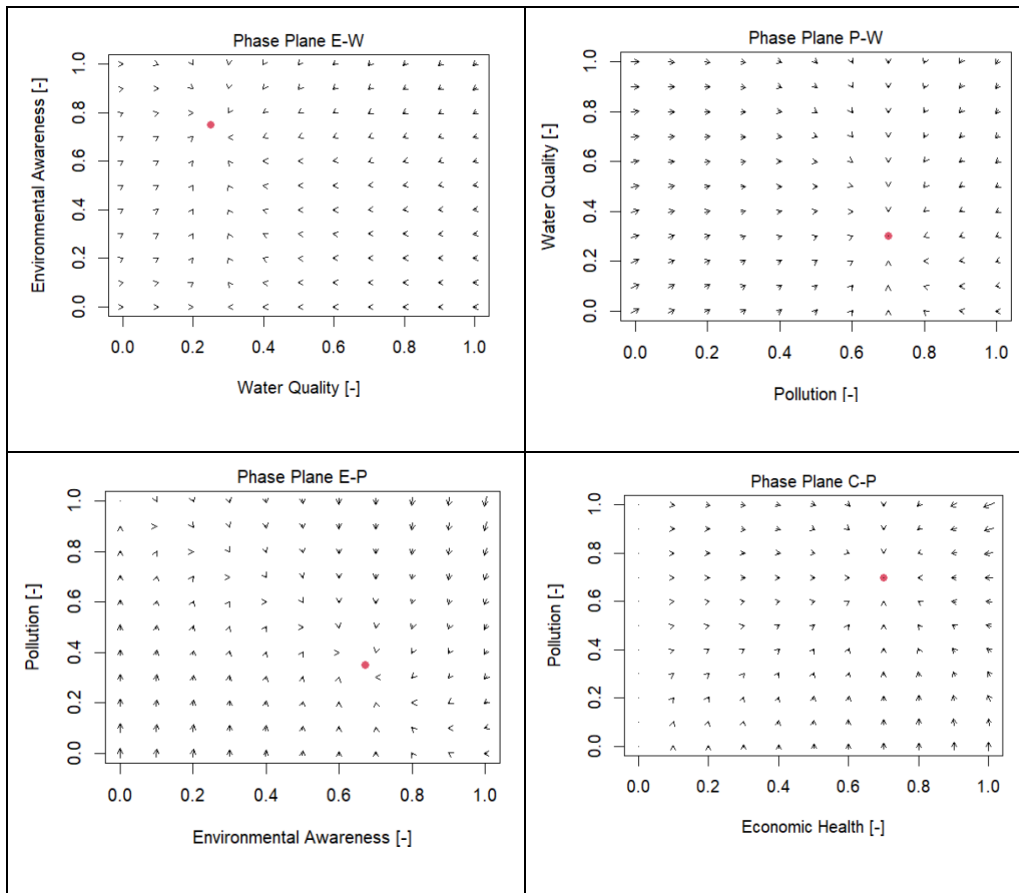 Phase Plane E-W
Environmental Awareness [-]
1.0
0.8
0.6
0.4
0.2
0.0
0.0 0.2 0.4 0.6 0.8 1.0
Water Quality [-]
Phase Plane P-W
Water Quality [-]
1.0
0.8
0.6
0.4
0.2
0.0
0.0 0.2 0.4 0.6 0.8 1.0
Pollution [-]
Phase Plane E-P
Pollution [-]
1.0
0.8
0.6
0.4
0.2
0.0
0.0 0.2 0.4 0.6 0.8 1.0
Environmental Awareness [-]
Phase Plane C-P
Pollution [-]
1.0
0.8
0.6
0.4
0.2
0.0
0.0 0.2 0.4 0.6 0.8 1.0
Economic Health [-]